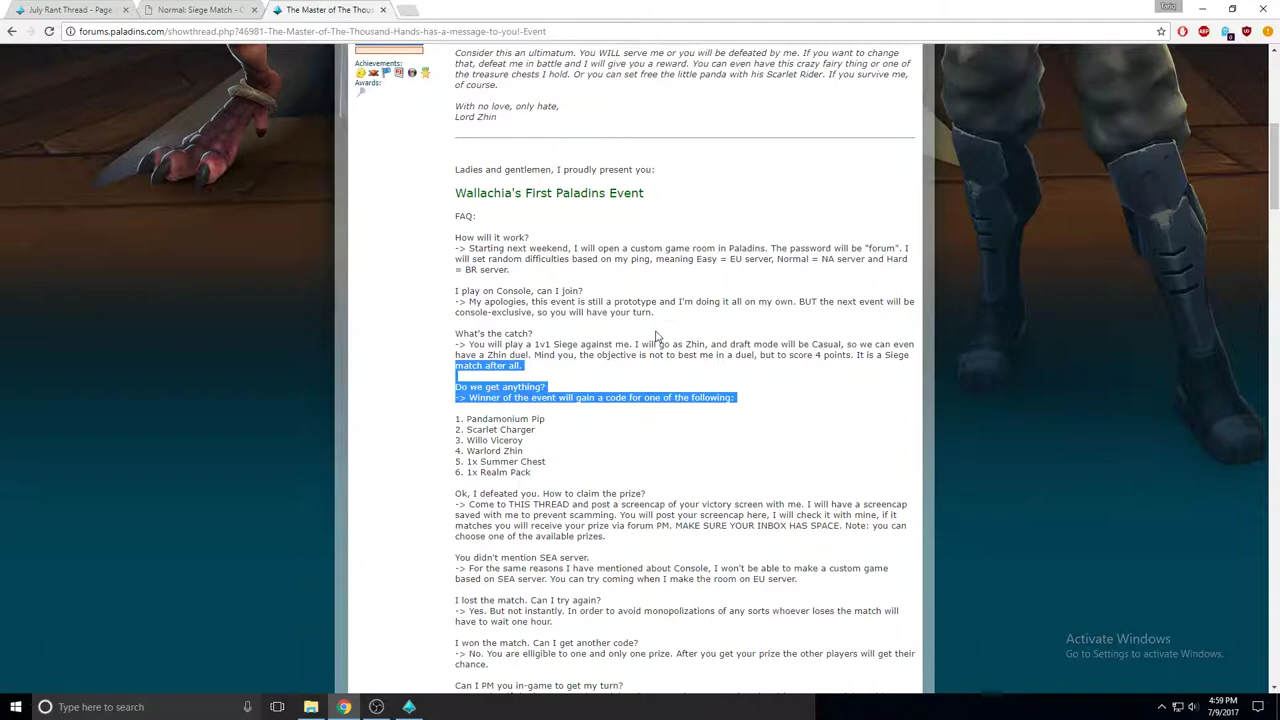 July Rant Thread - Page
Normal: Siege Match - C
The Master of The Thous
Tariq
forums.paladins.com/showthread.php?46981-The-Master-of-The-Thousand-Hands-has-a-message-to-you!-Event
Achievements:
Awards:
Consider this an ultimatum. You WILL serve me or you will be defeated by me. If you want to change
that, defeat me in battle and I will give you a reward. You can even have this crazy fairy thing or one of
the treasure chests I hold. Or you can set free the little panda with his Scarlet Rider. If you survive me,
of course.
With no love, only hate,
Lord Zhin
Ladies and gentlemen, I proudly present you:
Wallachia's First Paladins Event
FAQ:
How will it work?
-> Starting next weekend, I will open a custom game room in Paladins. The password will be "forum". I
will set random difficulties based on my ping, meaning Easy = EU server, Normal = NA server and Hard
= BR server.
I play on Console, can I join?
-> My apologies, this event is still a prototype and I'm doing it all on my own. BUT the next event will be
console-exclusive, so you will have your turn.
What's the catch?
-> You will play a 1v1 Siege against me. I will go as Zhin, and draft mode will be Casual, so we can even
have a Zhin duel. Mind you, the objective is not to best me in a duel, but to score 4 points. It is a Siege
match after all.
Do we get anything?
-> Winner of the event will gain a code for one of the following:
1. Pandamonium Pip
2. Scarlet Charger
3. Willo Viceroy
4. Warlord Zhin
5. 1x Summer Chest
6. 1x Realm Pack
Ok, I defeated you. How to claim the prize?
-> Come to THIS THREAD and post a screencap of your victory screen with me. I will have a screencap
saved with me to prevent scamming. You will post your screencap here, I will check it with mine, if it
matches you will receive your prize via forum PM. MAKE SURE YOUR INBOX HAS SPACE. Note: you can
choose one of the available prizes.
You didn't mention SEA server.
-> For the same reasons I have mentioned about Console, I won't be able to make a custom game
based on SEA server. You can try coming when I make the room on EU server.
I lost the match. Can I try again?
-> Yes. But not instantly. In order to avoid monopolizations of any sorts whoever loses the match will
have to wait one hour.
I won the match. Can I get another code?
-> No. You are elligible to one and only one prize. After you get your prize the other players will get their
chance.
Can I PM you in-game to get my turn?
Activate Windows
Go to Settings to activate Windows.
Type here to search
4:59 PM
7/9/2017